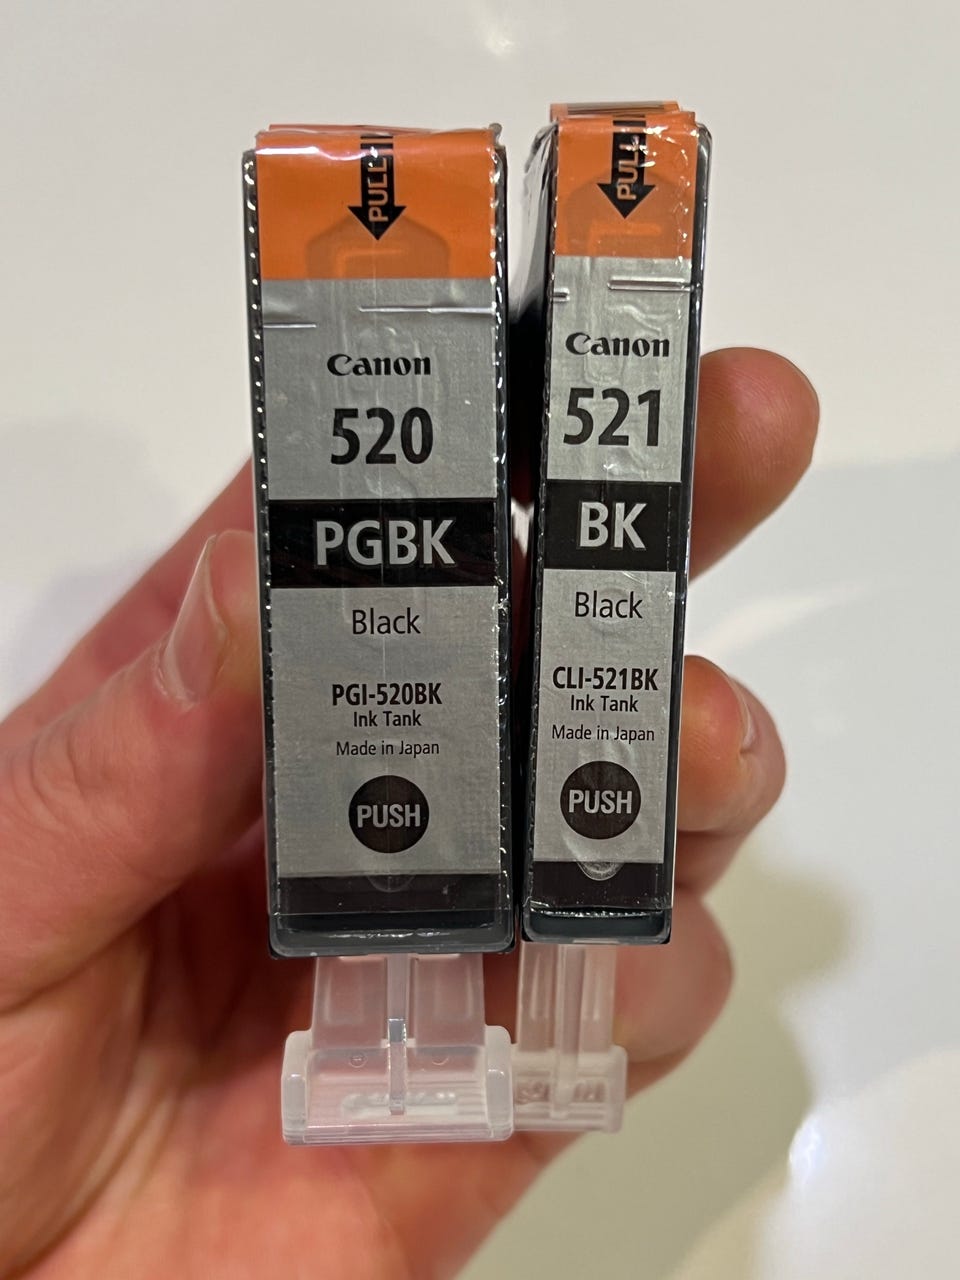 PULL
Canon
520
PGBK
Black
PGI-520BK
Ink Tank
Made in Japan
PUSH
PULL
Canon
521
BK
Black
CLI-521BK
Ink Tank
Made in Japan
PUSH